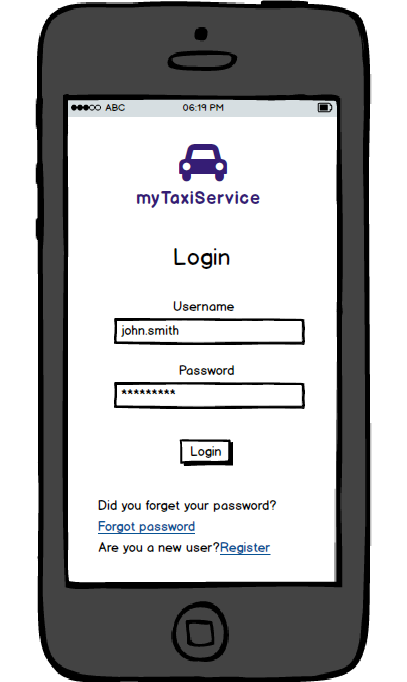 ABC 06:19 PM
myTaxiService
Login
Username
john.smith
Password
*********
Login
Did you forget your password?
Forgot password
Are you a new user?Register